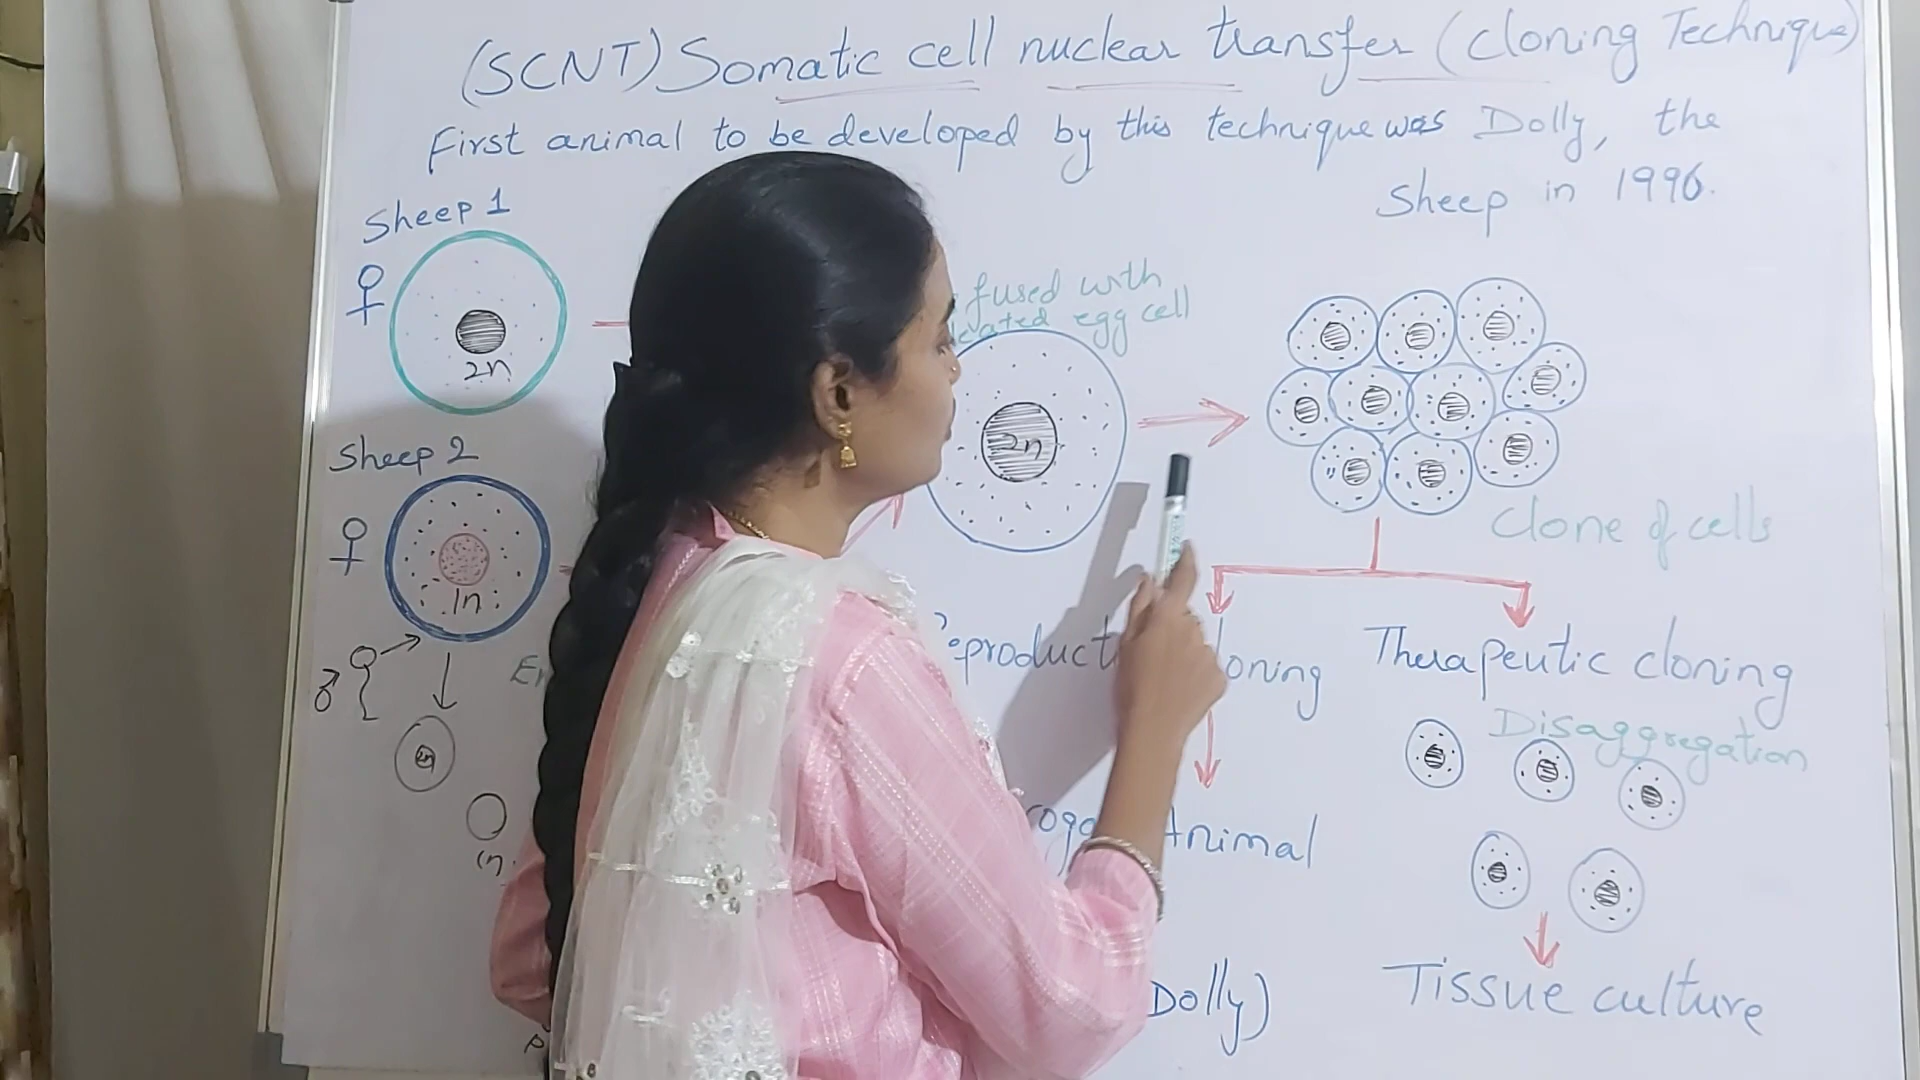 (SCNT) Somatic cell nuclear transfer (cloning Technique)
First animal to be developed by this technique was Dolly, the
Sheep in 1996.
Sheep 1
♀
2n
fused with
egg cell
2n
Sheep 2
♀
1n
♂
2n
Clone of cells
cloning
Therapeutic cloning
Disaggregation
Animal
Dolly)
Tissue culture